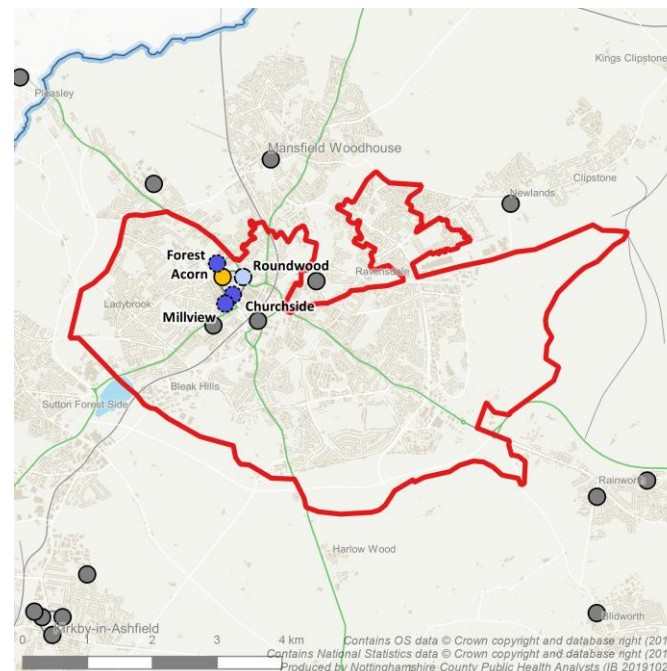 Kings Clipstone
Pleasley
Mansfield Woodhouse
Clipstone
Newlands
Forest
Acorn
Roundwood
Ravensdale
Ladybrook
Churchside
Millview
Bleak Hills
Sutton Forest Side
Rainworth
Harlow Wood
Blidworth
Kirkby-in-Ashfield
0 1 2 3 4 km
Contains OS data © Crown copyright and database right (201
Contains National Statistics data © Crown copyright and database right (201
Produced by Nottinghamshire County Public Health Analysis (IB 2019